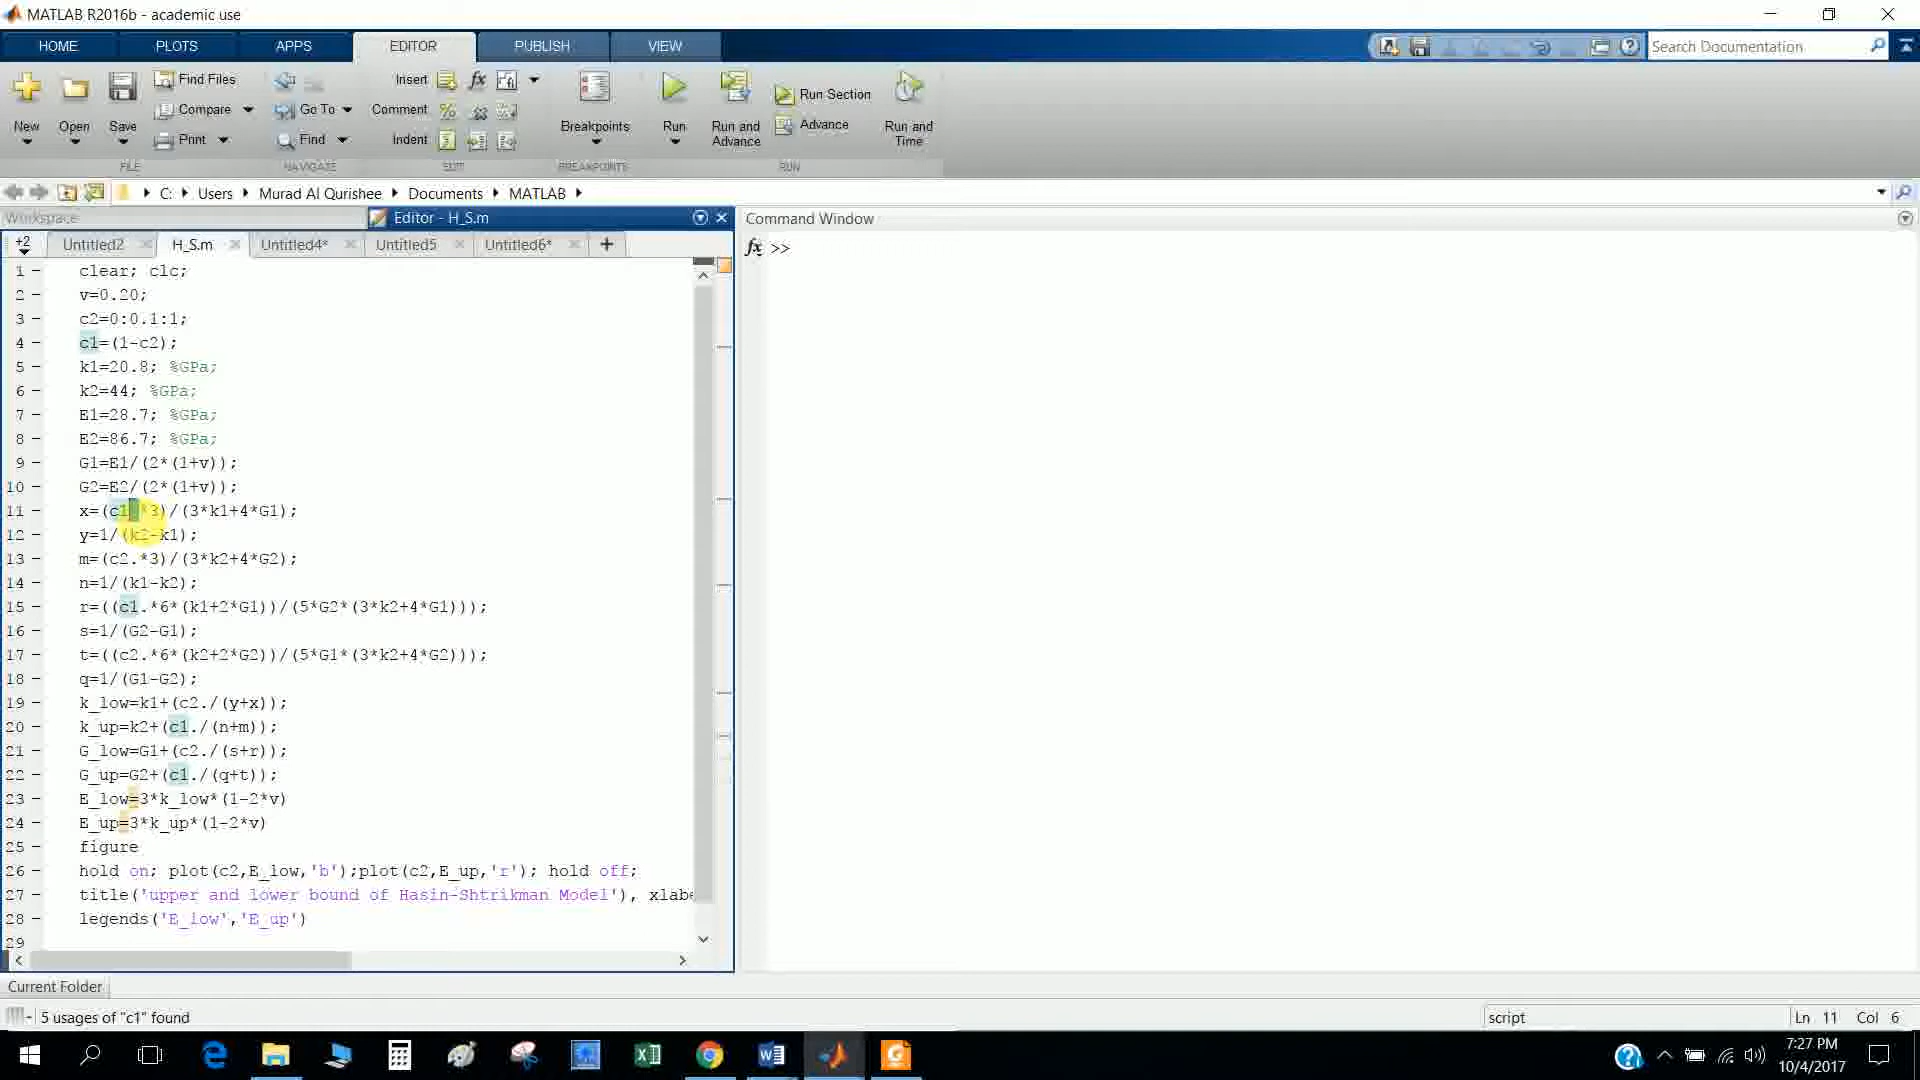 MATLAB R2016b - academic use
HOME PLOTS APPS EDITOR PUBLISH VIEW
Search Documentation
New Open Save
Find Files
Compare
Print
Go To
Find
Insert
Comment
Indent
Breakpoints
Run
Run and Advance
Run Section
Advance
Run and Time
FILE NAVIGATE EDIT BREAKPOINTS RUN
C: Users Murad Al Qurishee Documents MATLAB
Workspace
Editor - H_S.m
Command Window
+2 Untitled2 H_S.m Untitled4* Untitled5 Untitled6* +
fx >>
1 - clear; clc;
2 - v=0.20;
3 - c2=0:0.1:1;
4 - c1=(1-c2);
5 - k1=20.8; %GPa;
6 - k2=44; %GPa;
7 - E1=28.7; %GPa;
8 - E2=86.7; %GPa;
9 - G1=E1/(2*(1+v));
10 - G2=E2/(2*(1+v));
11 - x=(c1.*3)/(3*k1+4*G1);
12 - y=1/(k2-k1);
13 - m=(c2.*3)/(3*k2+4*G2);
14 - n=1/(k1-k2);
15 - r=((c1.*6*(k1+2*G1))/(5*G2*(3*k2+4*G1)));
16 - s=1/(G2-G1);
17 - t=((c2.*6*(k2+2*G2))/(5*G1*(3*k2+4*G2)));
18 - q=1/(G1-G2);
19 - k_low=k1+(c2./(y+x));
20 - k_up=k2+(c1./(n+m));
21 - G_low=G1+(c2./(s+r));
22 - G_up=G2+(c1./(q+t));
23 - E_low=3*k_low*(1-2*v)
24 - E_up=3*k_up*(1-2*v)
25 - figure
26 - hold on; plot(c2,E_low,'b');plot(c2,E_up,'r'); hold off;
27 - title('upper and lower bound of Hasin-Shtrikman Model'), xlabe
28 - legends('E_low','E_up')
29
Current Folder
5 usages of "c1" found
script
Ln 11 Col 6
7:27 PM
10/4/2017